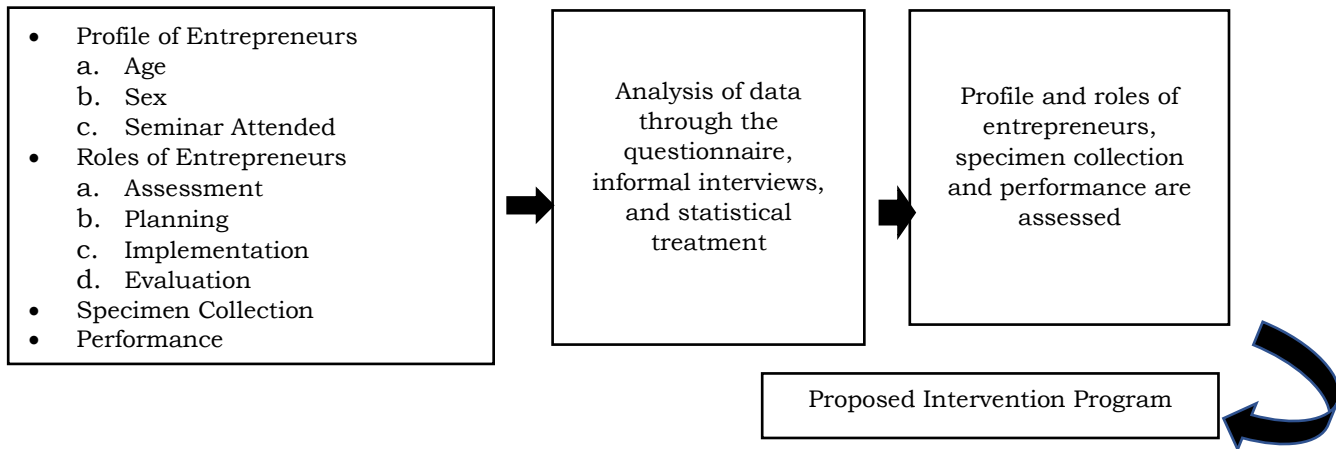 • Profile of Entrepreneurs
a. Age
b. Sex
c. Seminar Attended
• Roles of Entrepreneurs
a. Assessment
b. Planning
c. Implementation
d. Evaluation
• Specimen Collection
• Performance
Analysis of data
through the
questionnaire,
informal interviews,
and statistical
treatment
Profile and roles of
entrepreneurs,
specimen collection
and performance are
assessed
Proposed Intervention Program